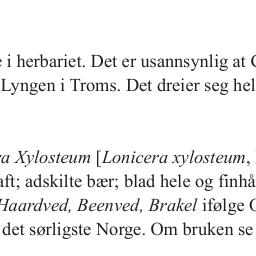 i herbariet. Det er usannsynlig at
Lyngen i Troms. Det dreier seg hel
a Xylosteum [Lonicera xylosteum,
aft; adskilte bær; blad hele og finhå
Haardved, Beenved, Brakel ifølge
det sørligste Norge. Om bruken se